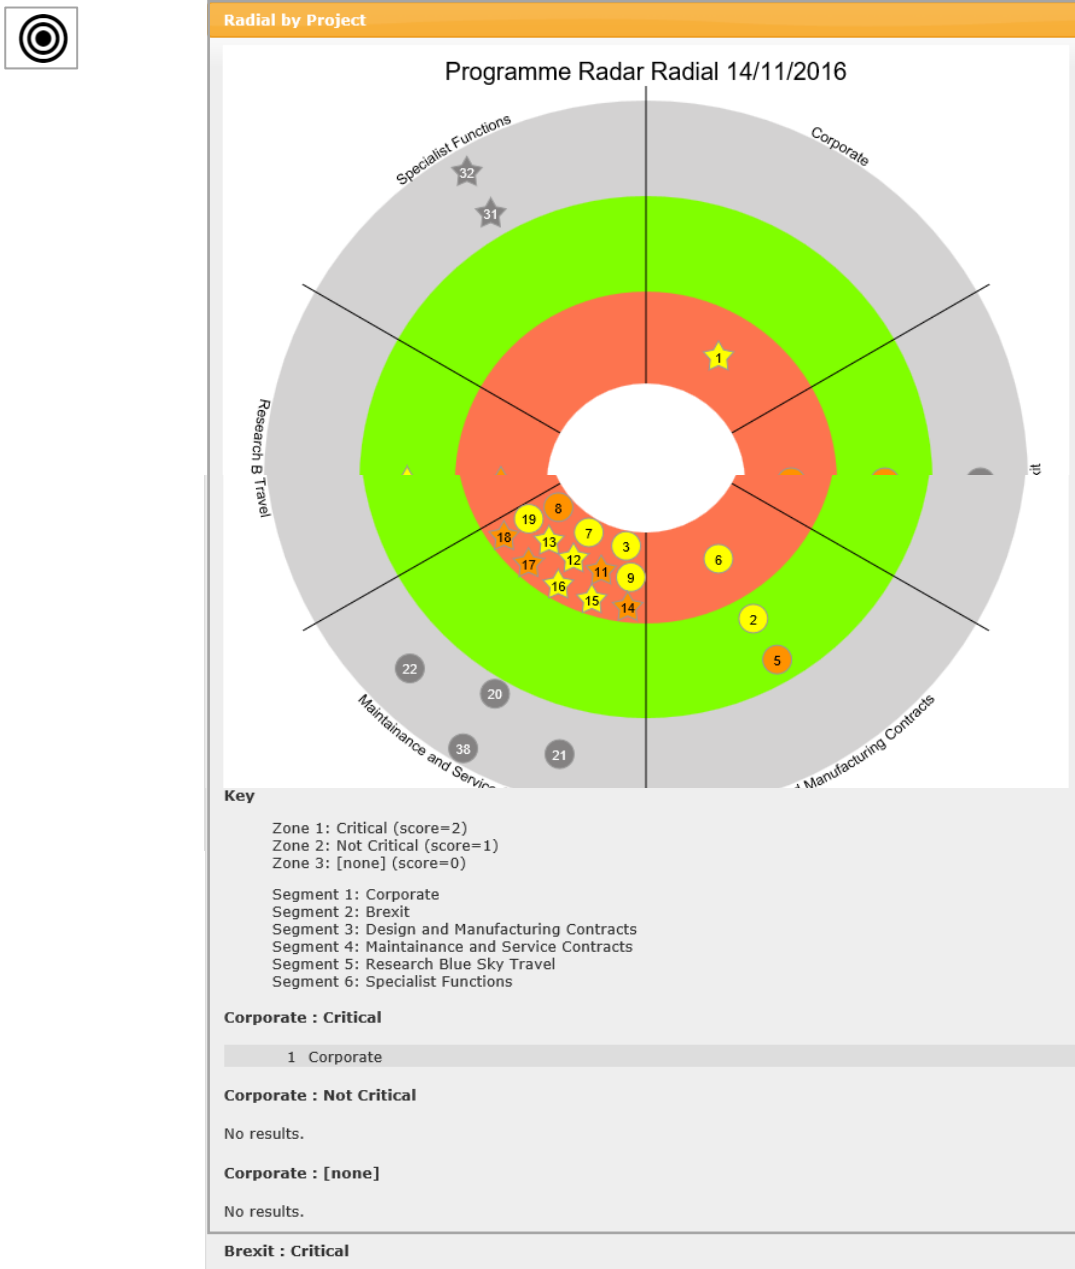 Radial by Project
Programme Radar Radial 14/11/2016
Specialist Functions
Corporate
32
31
1
Research B Travel
8
19
7
18
13
3
12
6
17
11
9
16
15
14
2
5
22
20
38
21
Maintainance and Servic
Manufacturing Contracts
Key
Zone 1: Critical (score=2)
Zone 2: Not Critical (score=1)
Zone 3: [none] (score=0)
Segment 1: Corporate
Segment 2: Brexit
Segment 3: Design and Manufacturing Contracts
Segment 4: Maintainance and Service Contracts
Segment 5: Research Blue Sky Travel
Segment 6: Specialist Functions
Corporate : Critical
1 Corporate
Corporate : Not Critical
No results.
Corporate : [none]
No results.
Brexit : Critical